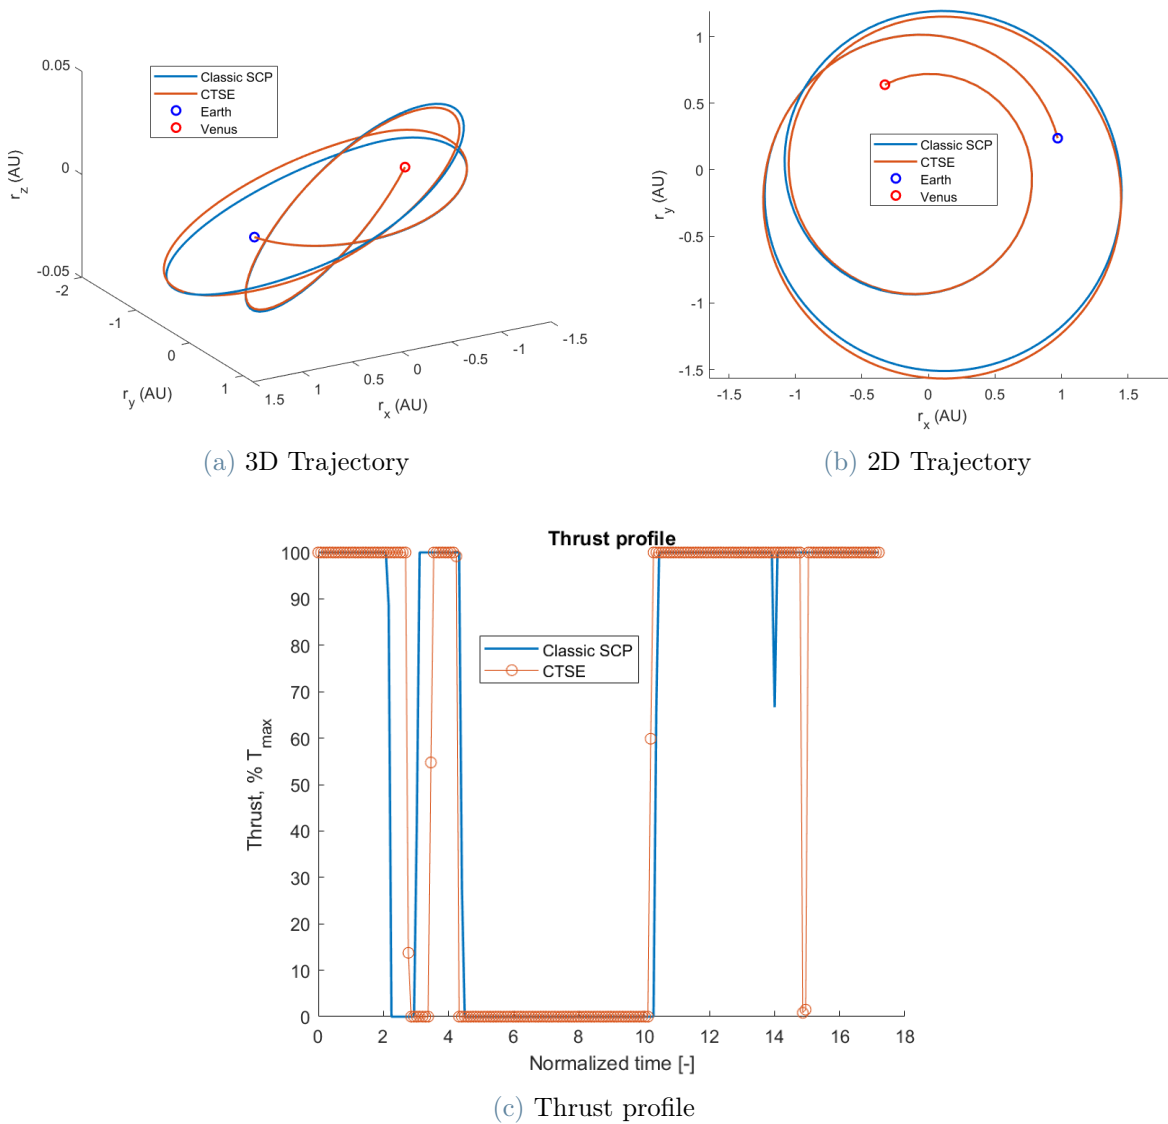 0.05
0
-0.05
r_z (AU)
-2
-1
0
1
r_y (AU)
1.5
1
0.5
0
-0.5
-1
-1.5
r_x (AU)
Classic SCP
CTSE
Earth
Venus
(a) 3D Trajectory
1
0.5
0
-0.5
-1
-1.5
r_y (AU)
-1.5
-1
-0.5
0
0.5
1
1.5
r_x (AU)
Classic SCP
CTSE
Earth
Venus
(b) 2D Trajectory
Thrust profile
100
90
80
70
60
50
40
30
20
10
0
Thrust, % T_max
Classic SCP
CTSE
0 2 4 6 8 10 12 14 16 18
Normalized time [-]
(c) Thrust profile